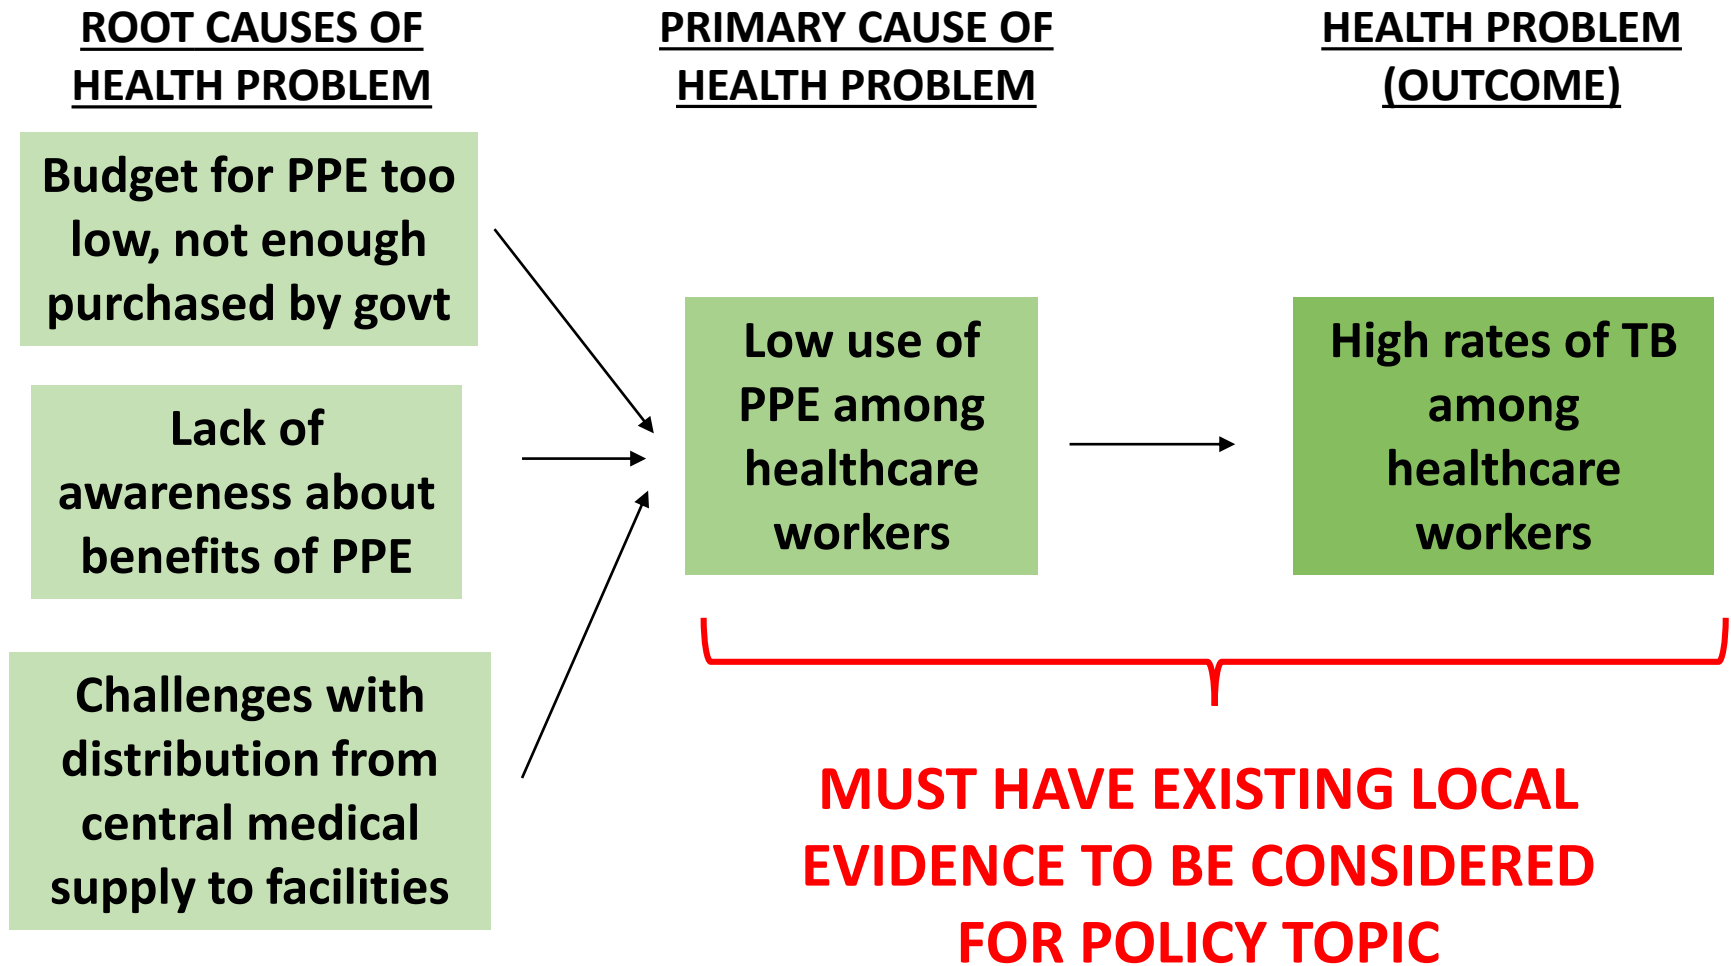 ROOT CAUSES OF
HEALTH PROBLEM
PRIMARY CAUSE OF
HEALTH PROBLEM
HEALTH PROBLEM
(OUTCOME)
Budget for PPE too
low, not enough
purchased by govt
Lack of
awareness about
benefits of PPE
Challenges with
distribution from
central medical
supply to facilities
Low use of
PPE among
healthcare
workers
High rates of TB
among
healthcare
workers
MUST HAVE EXISTING LOCAL
EVIDENCE TO BE CONSIDERED
FOR POLICY TOPIC